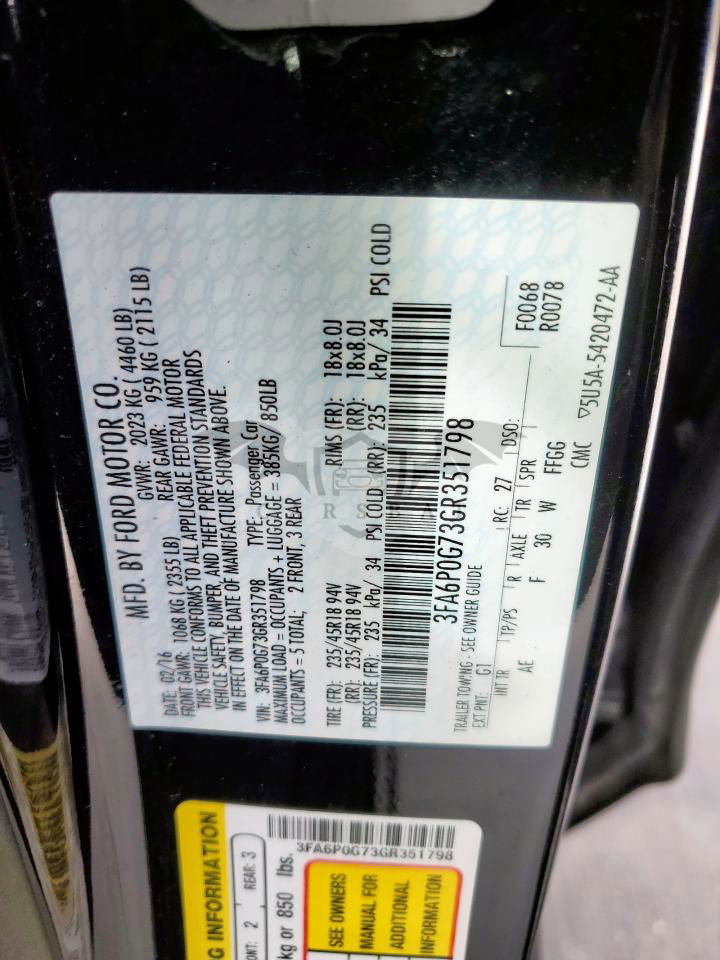 MFD. BY FORD MOTOR CO.
DATE: 02/16 GVWR: 2023 KG ( 4460 LB)
FRONT GAWR: 1068 KG ( 2355 LB) REAR GAWR: 959 KG ( 2115 LB)
THIS VEHICLE CONFORMS TO ALL APPLICABLE FEDERAL MOTOR
VEHICLE SAFETY, BUMPER, AND THEFT PREVENTION STANDARDS
IN EFFECT ON THE DATE OF MANUFACTURE SHOWN ABOVE.
VIN: 3FA6P0G73GR351798 TYPE: Passenger Car
MAXIMUM LOAD = OCCUPANTS + LUGGAGE = 385KG/ 850LB
OCCUPANTS = 5 TOTAL; 2 FRONT, 3 REAR
TIRE (FR): 235/45R18 94V RIMS (FR): 18x8.0J
(RR): 235/45R18 94V (RR): 18x8.0J
PRESSURE (FR): 235 kPa/ 34 PSI COLD (RR): 235 kPa/ 34 PSI COLD
3FA6P0G73GR351798
TRAILER TOWING - SEE OWNER GUIDE
EXT PNT: G1 RC: 27 DSO:
F0068
R0078
INT TR TP/PS R AXLE TR SPR
AE F 30 W FFGG
CMC ▽5U5A-5420472-AA
NG INFORMATION
ONT: 2 REAR: 3
kg or 850 lbs.
3FA6P0G73GR351798
SEE OWNERS
MANUAL FOR
ADDITIONAL
INFORMATION